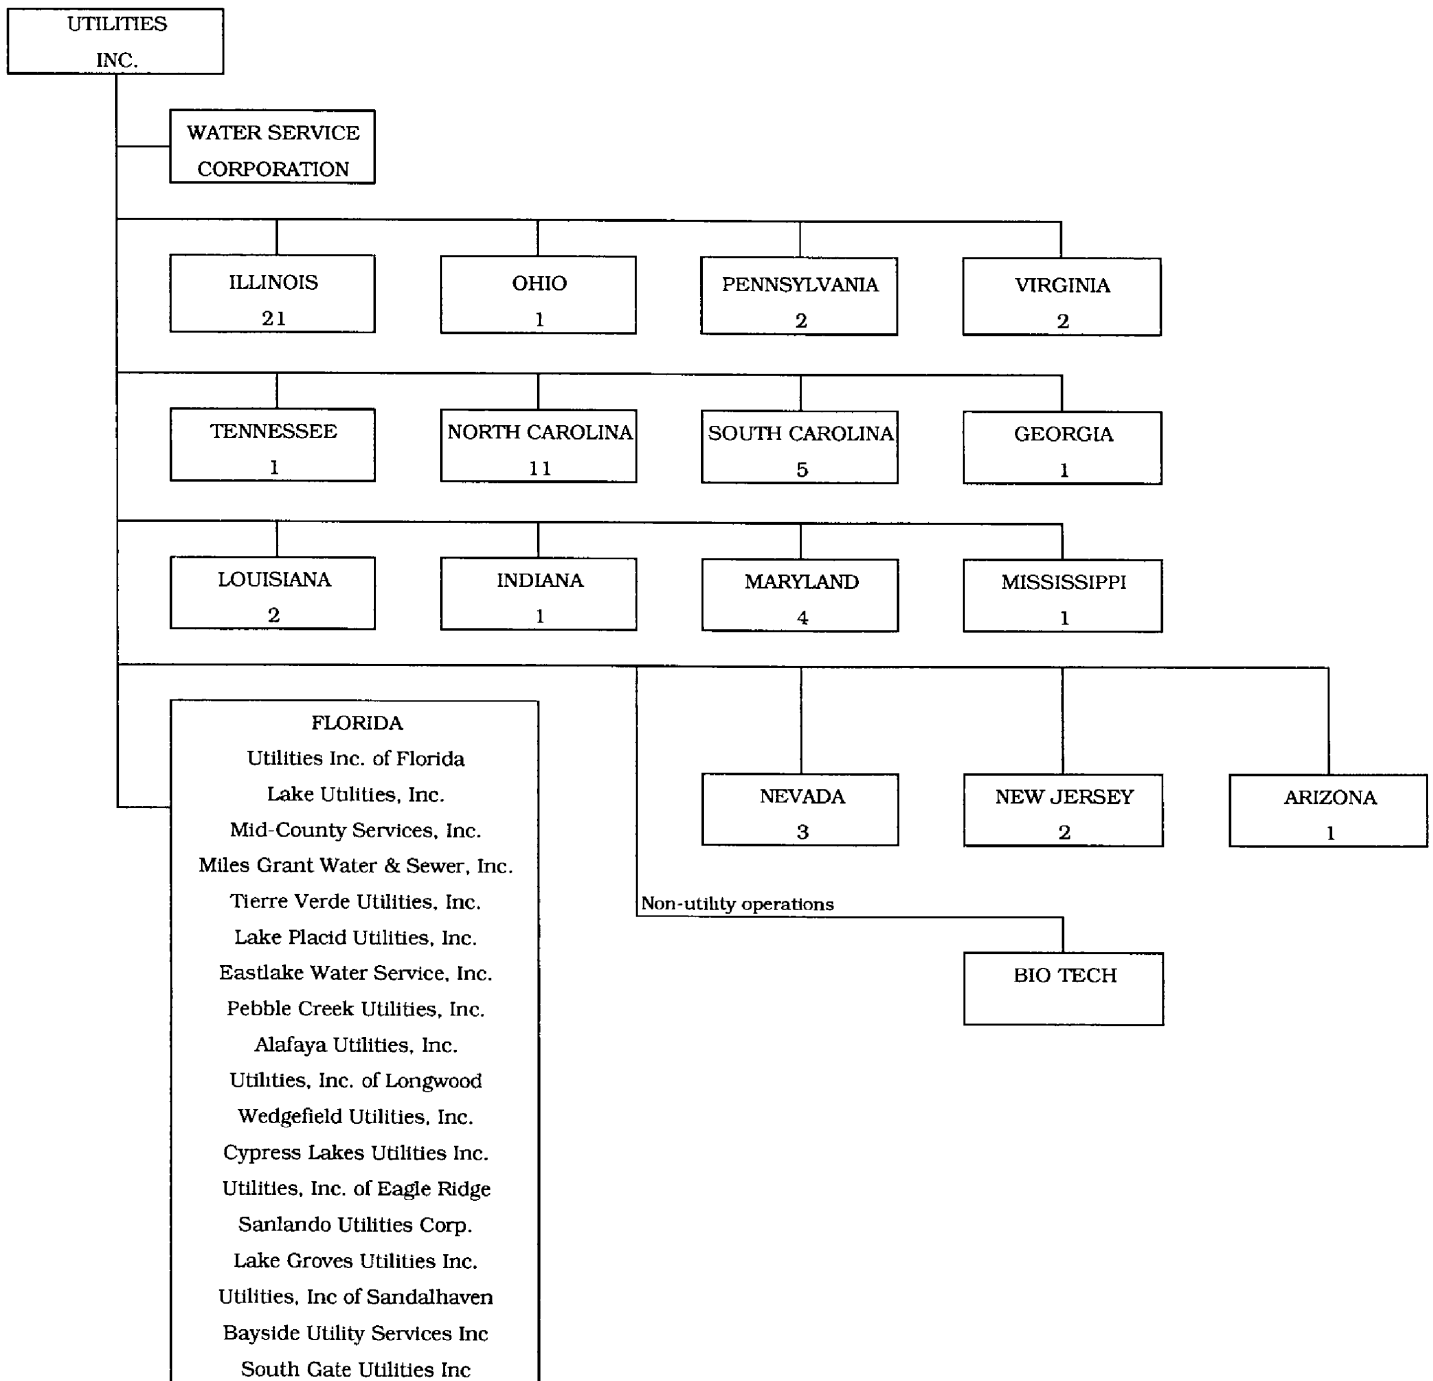 UTILITIES
INC.
WATER SERVICE
CORPORATION
ILLINOIS
21
OHIO
1
PENNSYLVANIA
2
VIRGINIA
2
TENNESSEE
1
NORTH CAROLINA
11
SOUTH CAROLINA
5
GEORGIA
1
LOUISIANA
2
INDIANA
1
MARYLAND
4
MISSISSIPPI
1
FLORIDA
Utilities Inc. of Florida
Lake Utilities, Inc.
Mid-County Services, Inc.
Miles Grant Water & Sewer, Inc.
Tierre Verde Utilities, Inc.
Lake Placid Utilities, Inc.
Eastlake Water Service, Inc.
Pebble Creek Utilities, Inc.
Alafaya Utilities, Inc.
Utilities, Inc. of Longwood
Wedgefield Utilities, Inc.
Cypress Lakes Utilities Inc.
Utilities, Inc. of Eagle Ridge
Sanlando Utilities Corp.
Lake Groves Utilities Inc.
Utilities, Inc of Sandalhaven
Bayside Utility Services Inc
South Gate Utilities Inc
NEVADA
3
NEW JERSEY
2
ARIZONA
1
Non-utility operations
BIO TECH